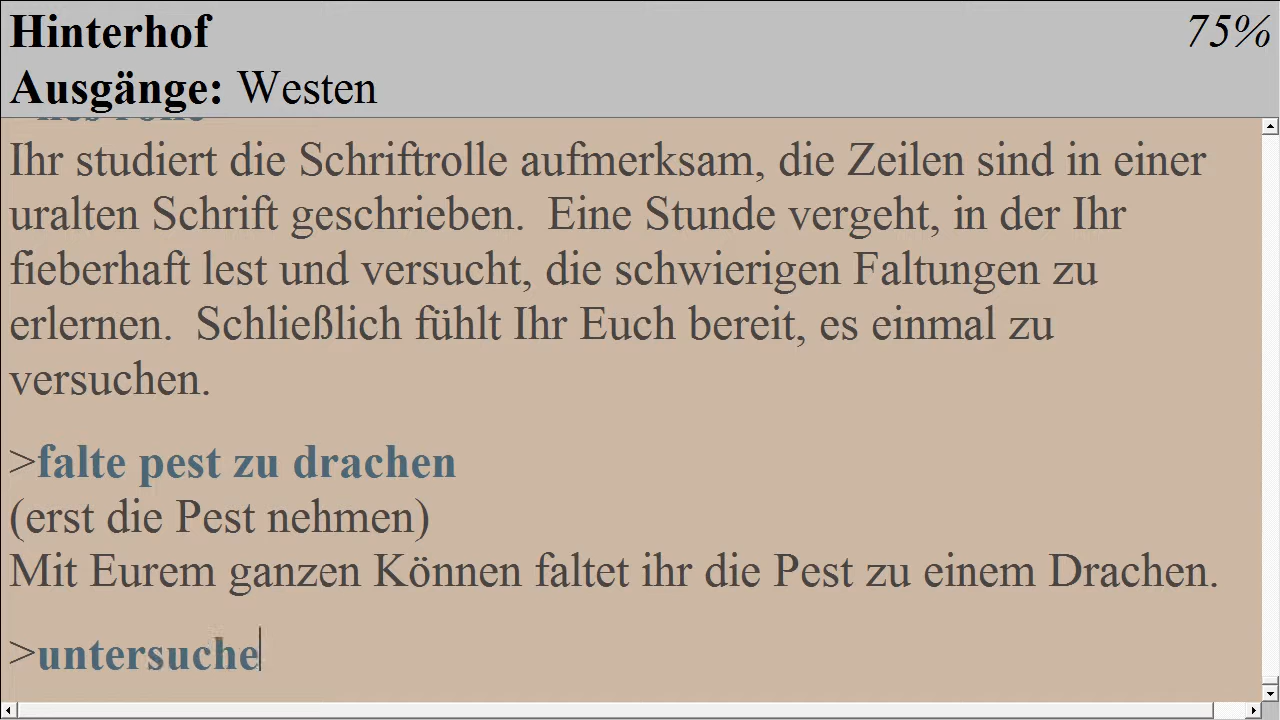 Hinterhof 75%
Ausgänge: Westen
Ihr studiert die Schriftrolle aufmerksam, die Zeilen sind in einer
uralten Schrift geschrieben.  Eine Stunde vergeht, in der Ihr
fieberhaft lest und versucht, die schwierigen Faltungen zu
erlernen.  Schließlich fühlt Ihr Euch bereit, es einmal zu
versuchen.
>falte pest zu drachen
(erst die Pest nehmen)
Mit Eurem ganzen Können faltet ihr die Pest zu einem Drachen.
>untersuche